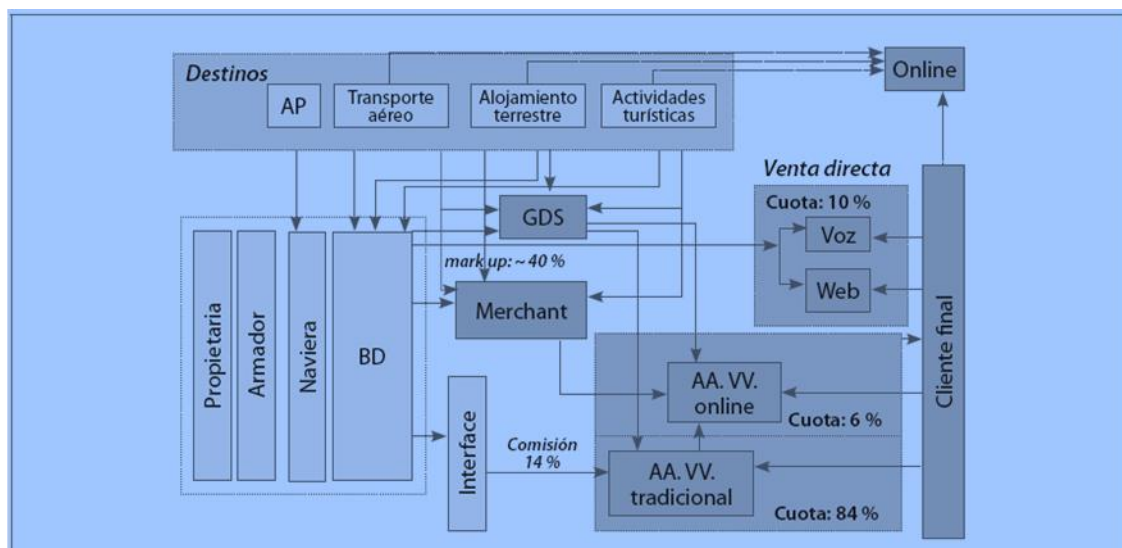 Destinos
Online
AP
Transporte
aéreo
Alojamiento
terrestre
Actividades
turísticas
Venta directa
Cuota: 10 %
GDS
Voz
mark up: ~ 40 %
Web
Merchant
Propietaria
Armador
Naviera
BD
Cliente final
AA. VV.
online
Cuota: 6 %
Interface
Comisión
14 %
AA. VV.
tradicional
Cuota: 84 %